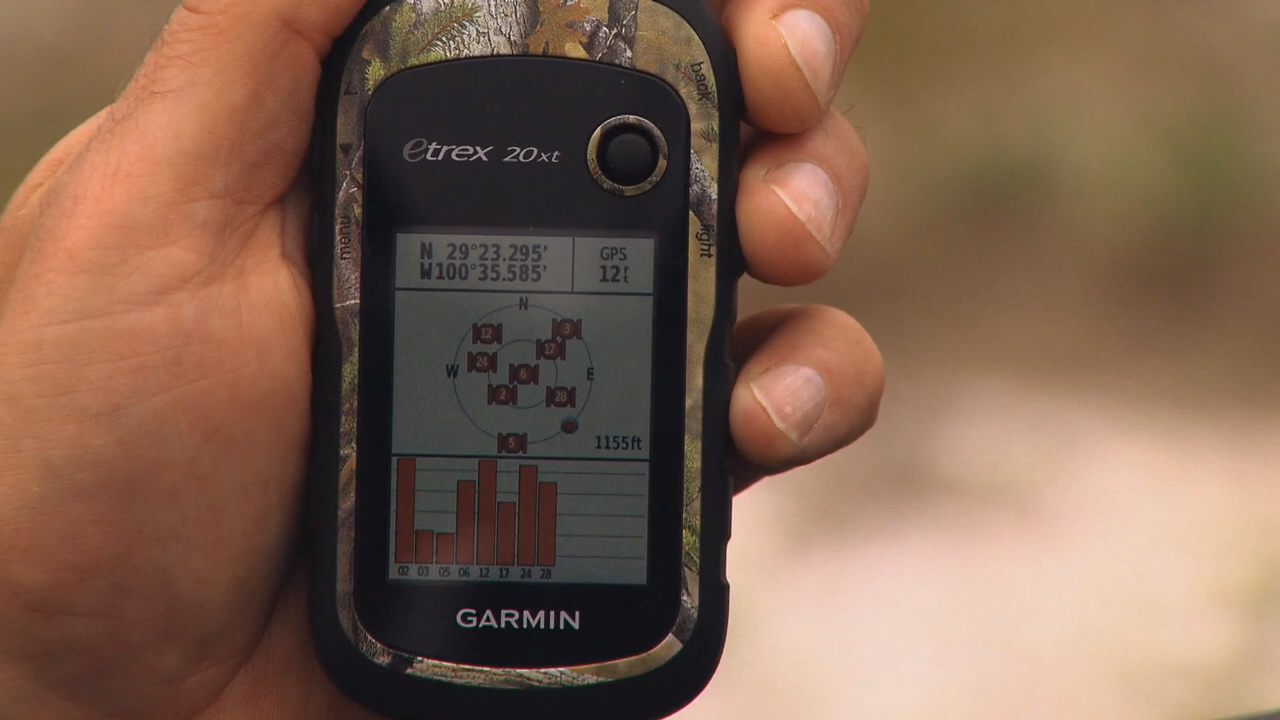 back
etrex 20xt
menu
light
N 29°23.295'
W100°35.585'
GPS
12ft
N
12
3
17
24
W
6
E
2
28
5
1155ft
02 03 05 06 12 17 24 28
GARMIN